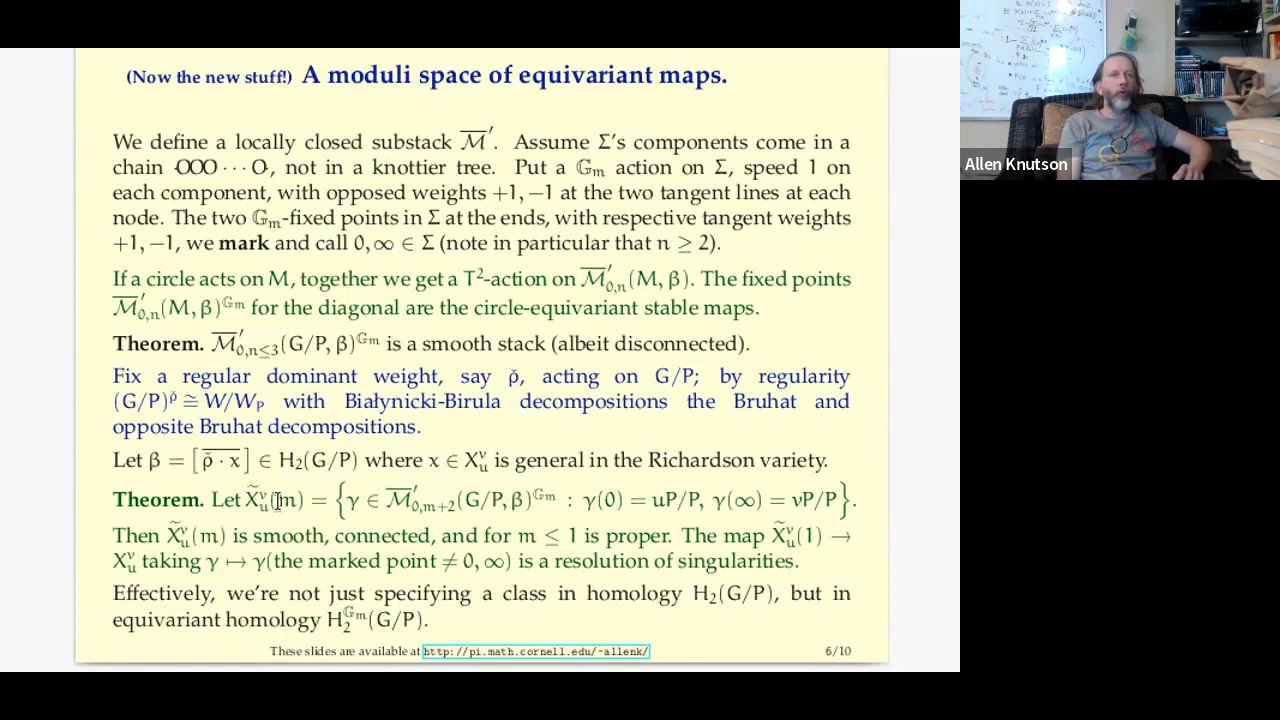 (Now the new stuff!) A moduli space of equivariant maps.
We define a locally closed substack M̅′. Assume Σ's components come in a
chain OOO···O, not in a knottier tree. Put a 𝔾ₘ action on Σ, speed 1 on
each component, with opposed weights +1, −1 at the two tangent lines at each
node. The two 𝔾ₘ-fixed points in Σ at the ends, with respective tangent weights
+1, −1, we mark and call 0, ∞ ∈ Σ (note in particular that n ≥ 2).
If a circle acts on M, together we get a T²-action on M̅′₀,ₙ(M, β). The fixed points
M̅′₀,ₙ(M, β)^𝔾ₘ for the diagonal are the circle-equivariant stable maps.
Theorem. M̅′₀,ₙ≤₃(G/P, β)^𝔾ₘ is a smooth stack (albeit disconnected).
Fix a regular dominant weight, say ρ̌, acting on G/P; by regularity
(G/P)^ρ̌ ≅ W/W_P with Białynicki-Birula decompositions the Bruhat and
opposite Bruhat decompositions.
Let β = [ρ̌ · x̅] ∈ H₂(G/P) where x ∈ X_u^v is general in the Richardson variety.
Theorem. Let X̃_u^v(m) = {γ ∈ M̅′₀,ₘ₊₂(G/P, β)^𝔾ₘ : γ(0) = uP/P, γ(∞) = vP/P}.
Then X̃_u^v(m) is smooth, connected, and for m ≤ 1 is proper. The map X̃_u^v(1) →
X_u^v taking γ ↦ γ(the marked point ≠ 0, ∞) is a resolution of singularities.
Effectively, we're not just specifying a class in homology H₂(G/P), but in
equivariant homology H₂^𝔾ₘ(G/P).
These slides are available at http://pi.math.cornell.edu/~allenk/ 6/10
Allen Knutson